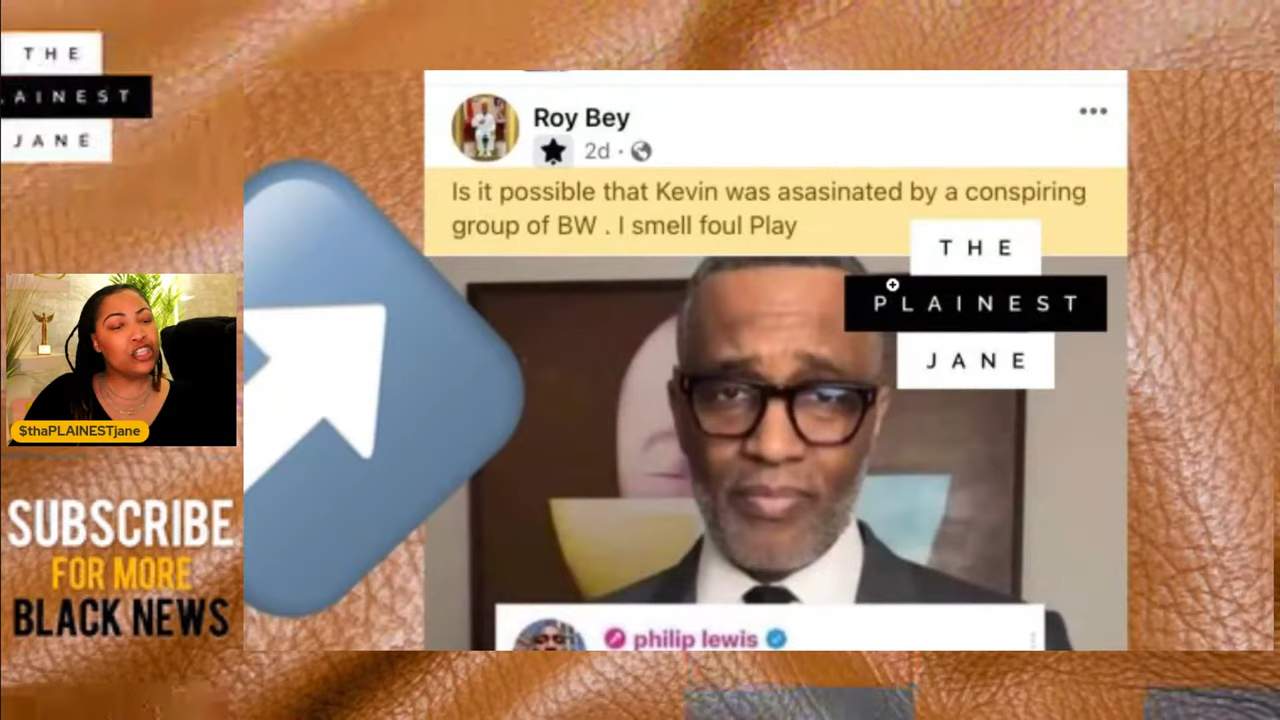 THE
LAINEST
JANE
Roy Bey
2d ·
Is it possible that Kevin was asasinated by a conspiring
group of BW . I smell foul Play
THE
PLAINEST
JANE
$thaPLAINESTjane
SUBSCRIBE
FOR MORE
BLACK NEWS
philip lewis